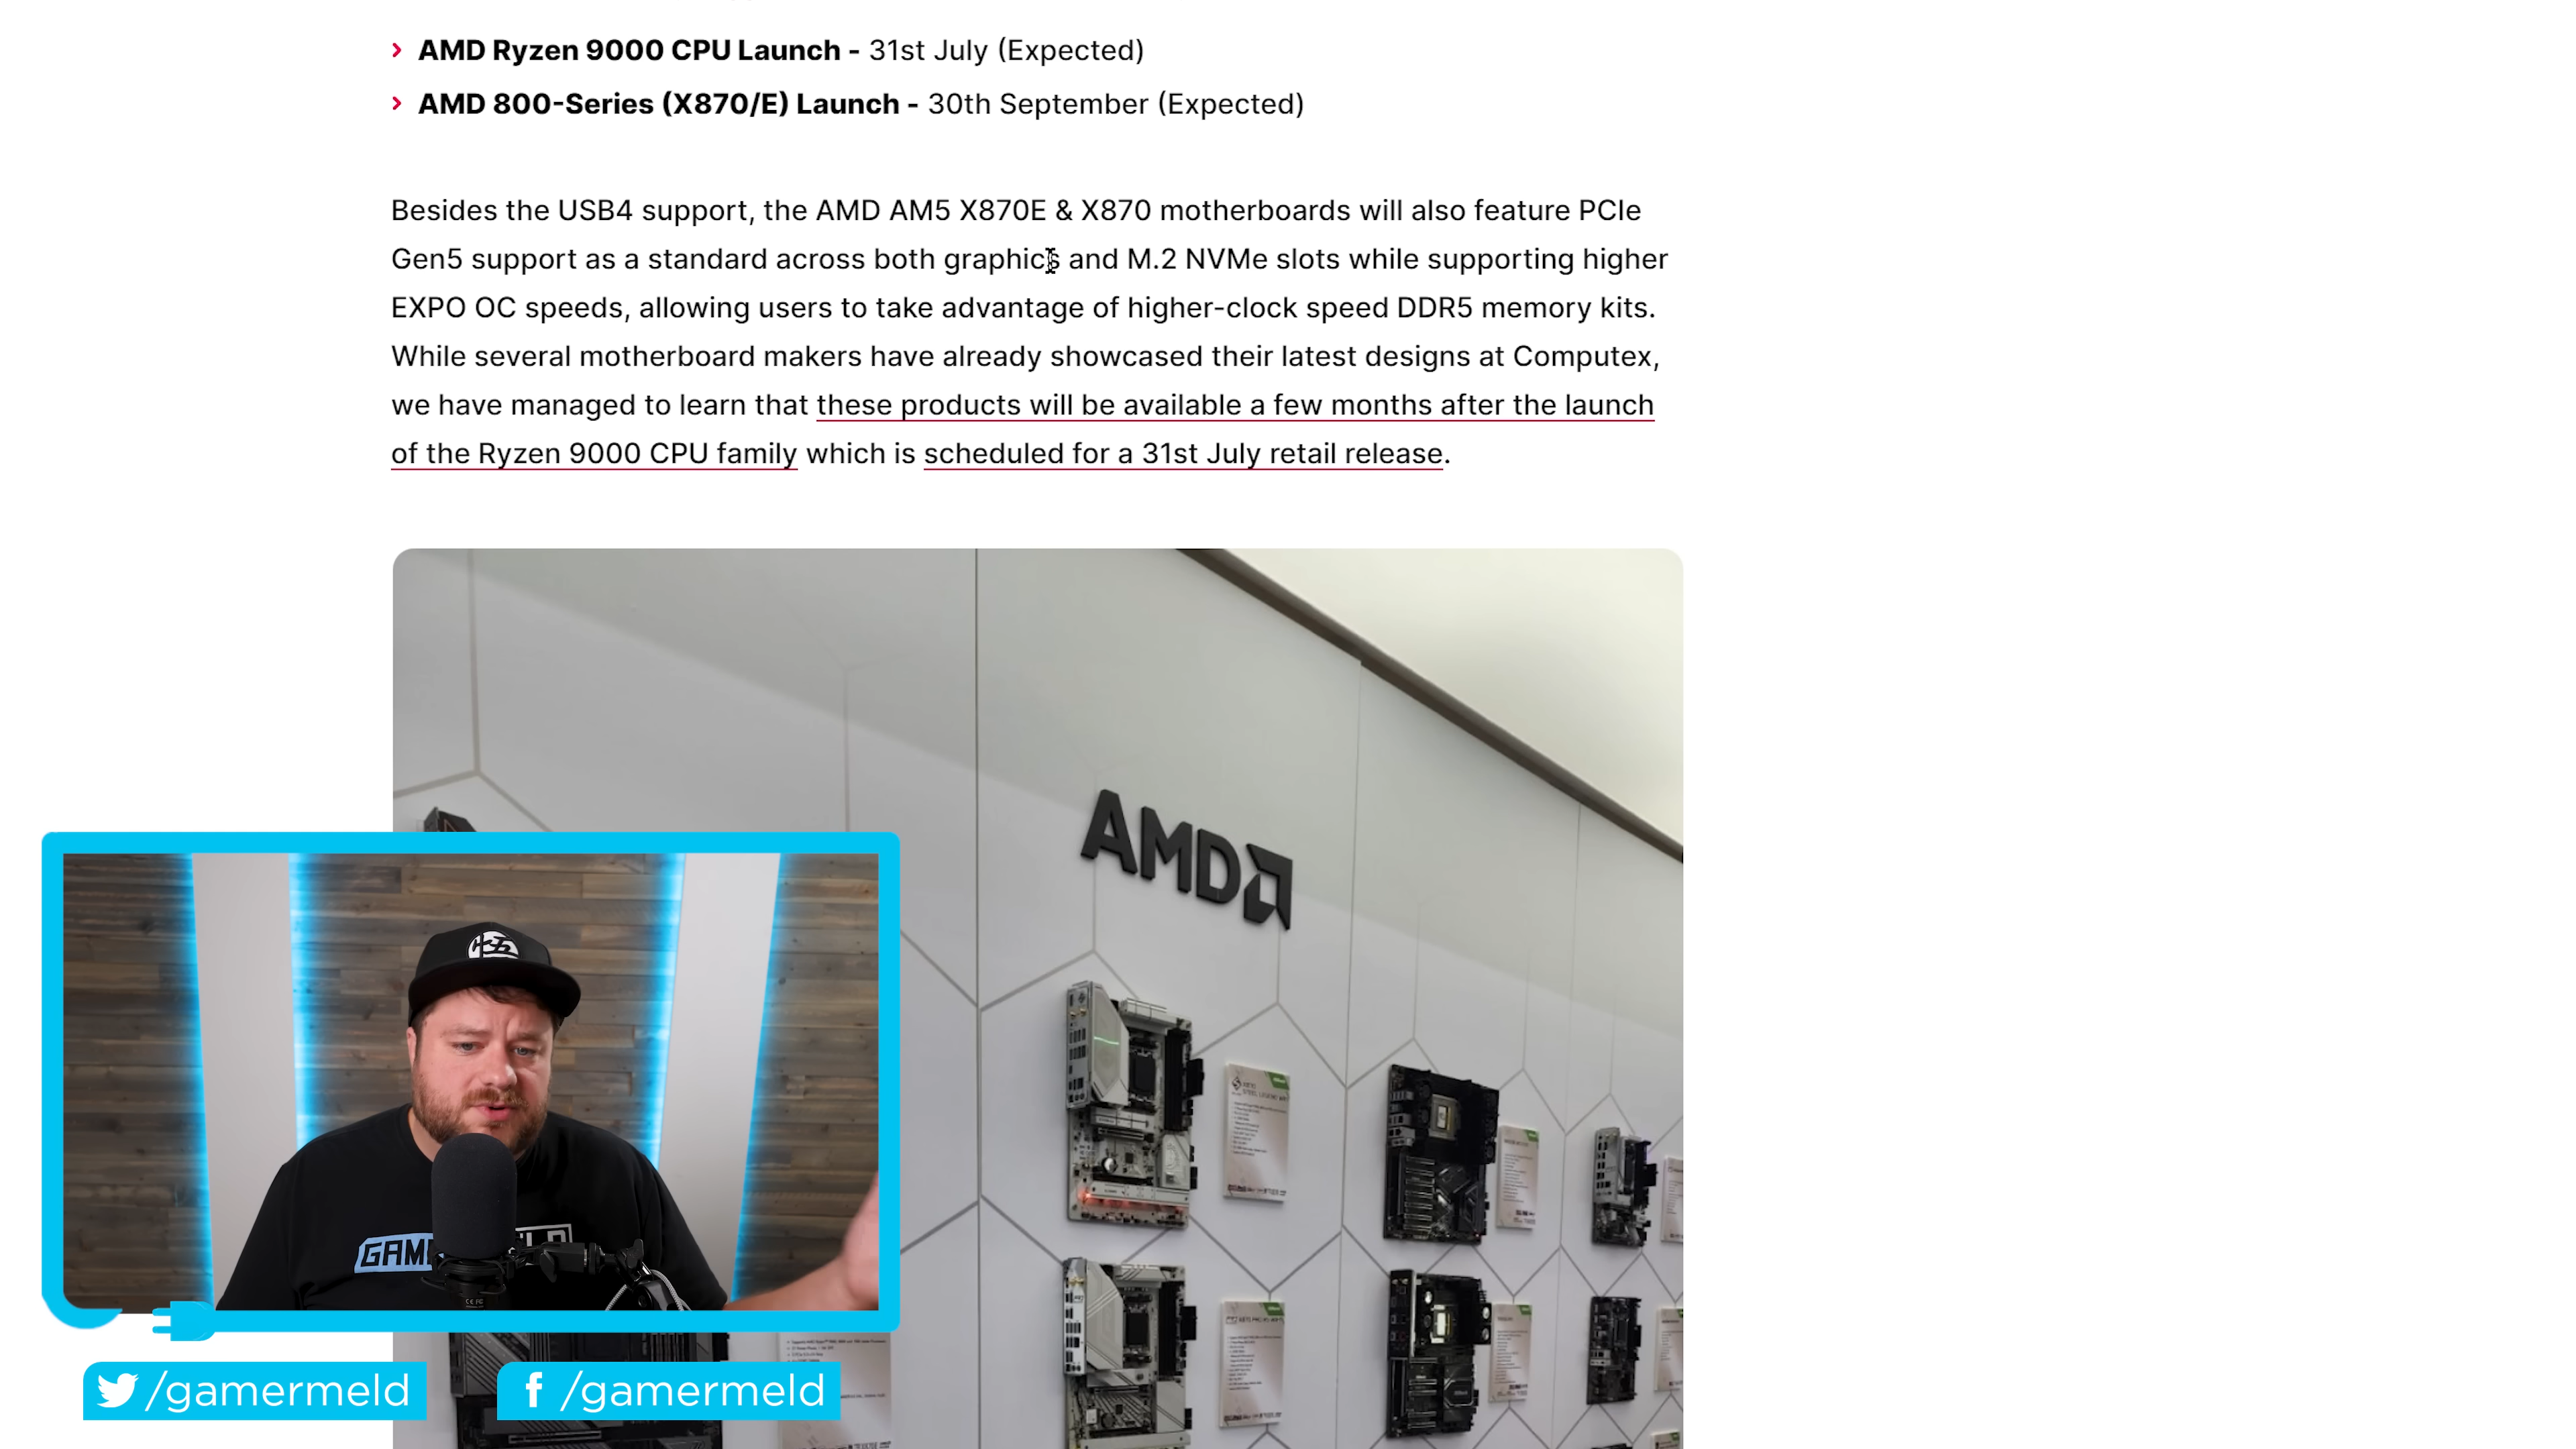 AMD Ryzen 9000 CPU Launch - 31st July (Expected)
AMD 800-Series (X870/E) Launch - 30th September (Expected)
Besides the USB4 support, the AMD AM5 X870E & X870 motherboards will also feature PCIe
Gen5 support as a standard across both graphics and M.2 NVMe slots while supporting higher
EXPO OC speeds, allowing users to take advantage of higher-clock speed DDR5 memory kits.
While several motherboard makers have already showcased their latest designs at Computex,
we have managed to learn that these products will be available a few months after the launch
of the Ryzen 9000 CPU family which is scheduled for a 31st July retail release.
AMD
/gamermeld
/gamermeld